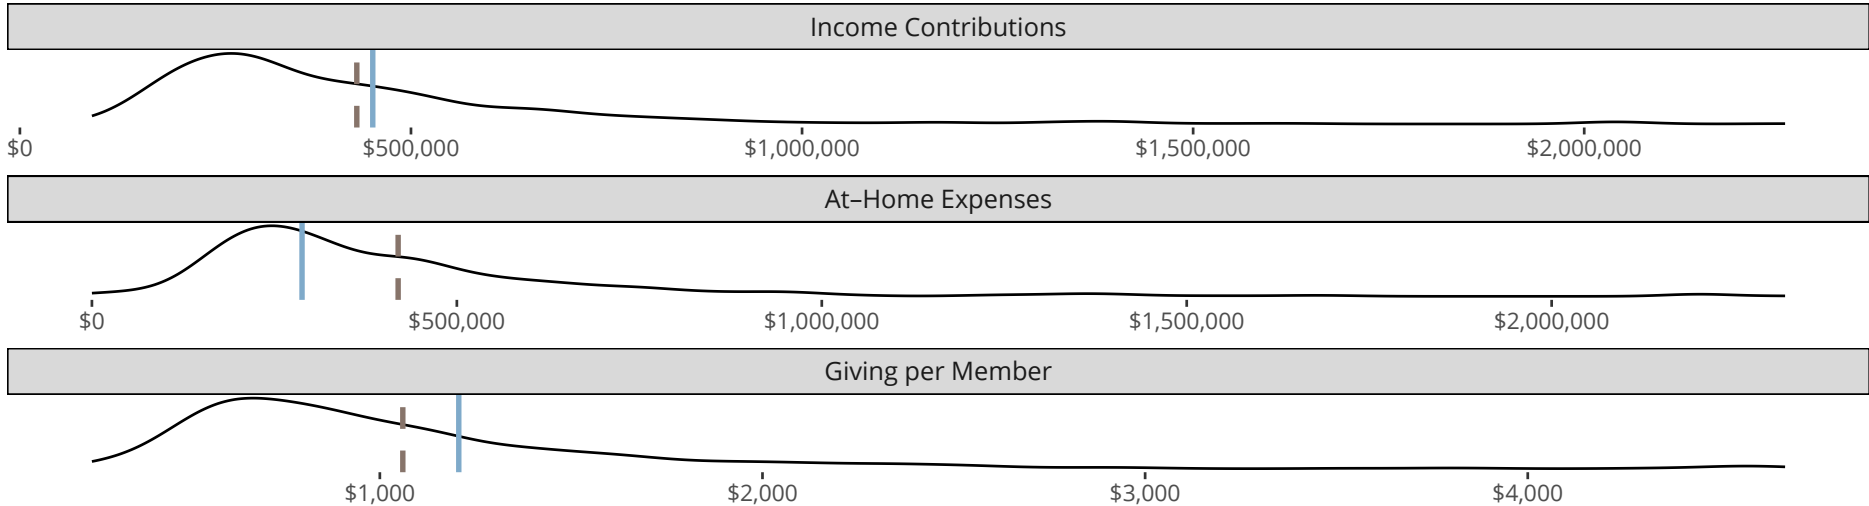 Income Contributions
$0 $500,000 $1,000,000 $1,500,000 $2,000,000
At–Home Expenses
$0 $500,000 $1,000,000 $1,500,000 $2,000,000
Giving per Member
$1,000 $2,000 $3,000 $4,000